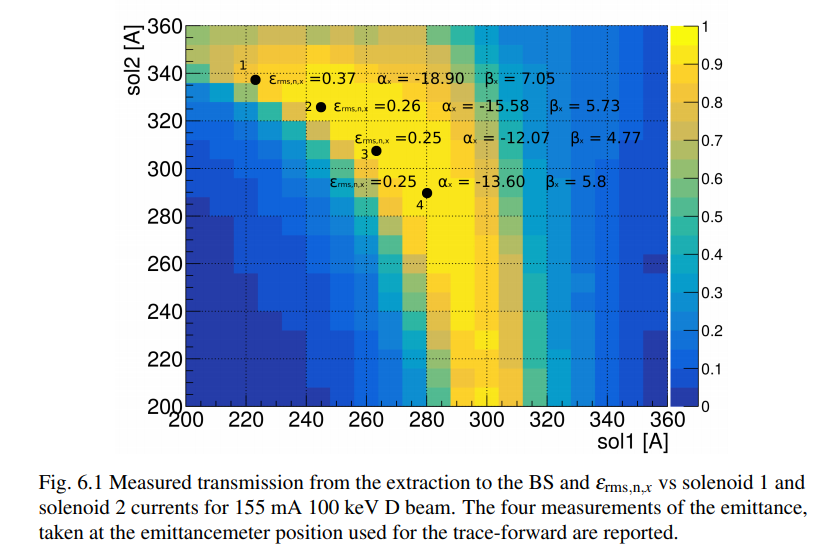 sol2 [A]
360
340
320
300
280
260
240
220
200
1 εrms,n,x =0.37 αx = -18.90 βx = 7.05
2 εrms,n,x =0.26 αx = -15.58 βx = 5.73
εrms,n,x =0.25 αx = -12.07 βx = 4.77
3
εrms,n,x =0.25 αx = -13.60 βx = 5.8
4
200 220 240 260 280 300 320 340 360
sol1 [A]
1
0.9
0.8
0.7
0.6
0.5
0.4
0.3
0.2
0.1
0
Fig. 6.1 Measured transmission from the extraction to the BS and εrms,n,x vs solenoid 1 and
solenoid 2 currents for 155 mA 100 keV D beam. The four measurements of the emittance,
taken at the emittancemeter position used for the trace-forward are reported.